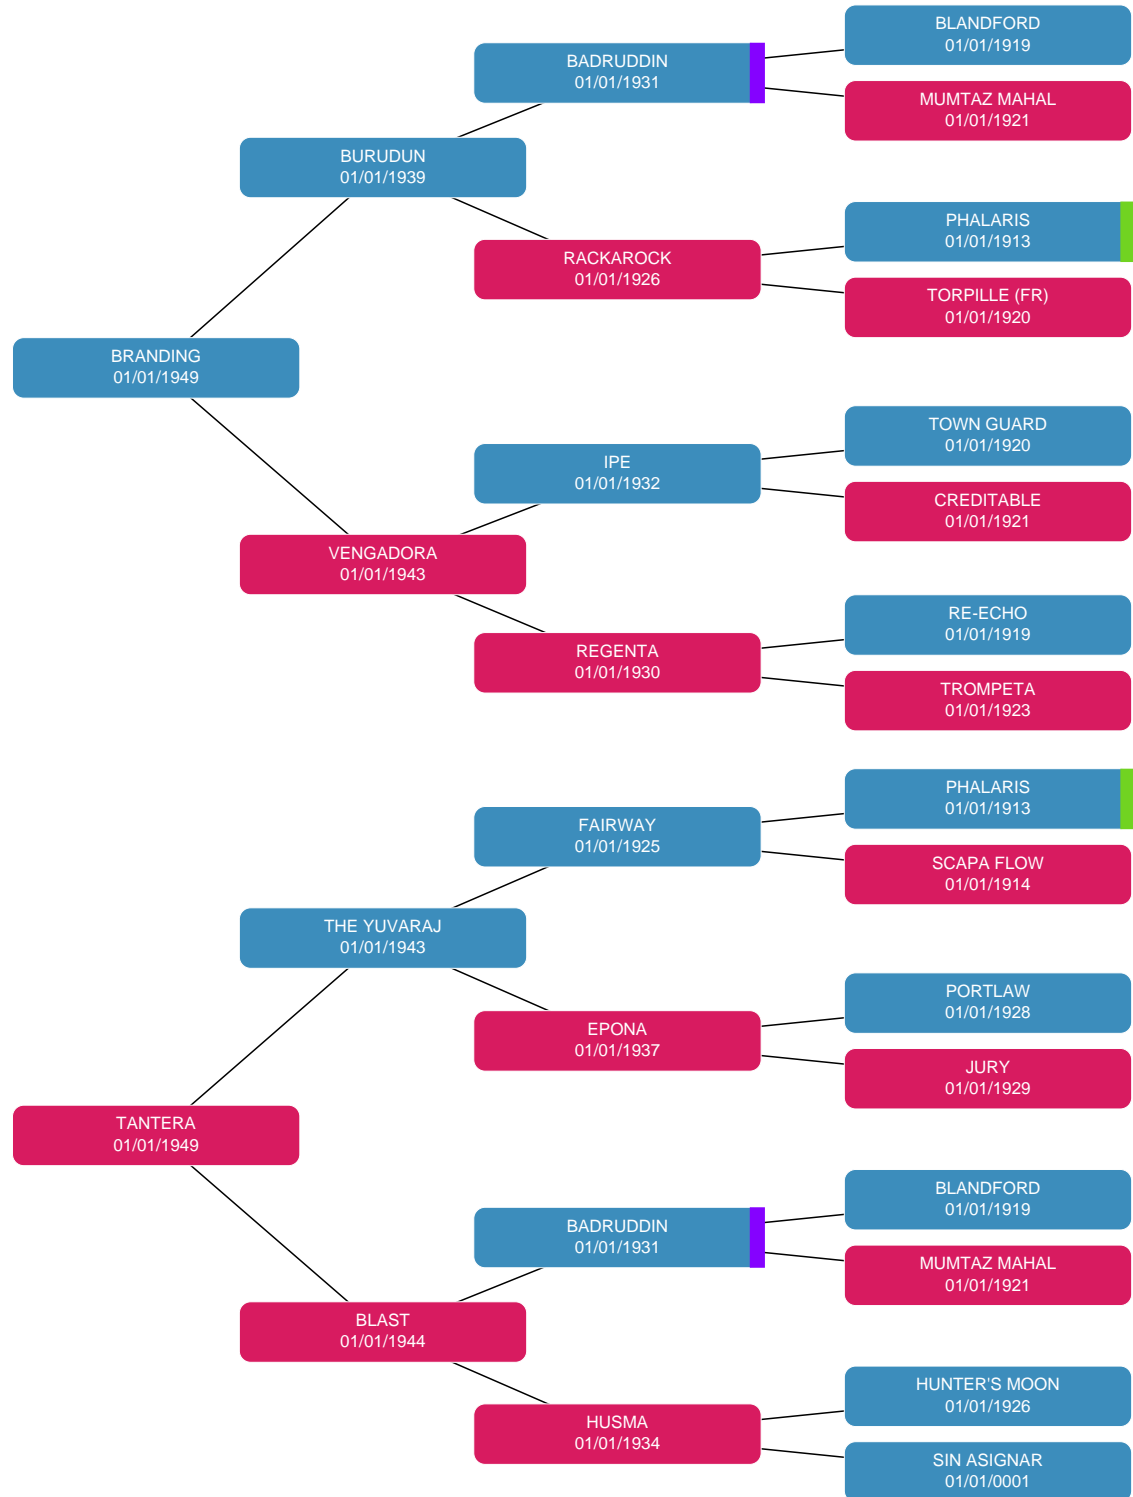 BLANDFORD
01/01/1919
BADRUDDIN
01/01/1931
MUMTAZ MAHAL
01/01/1921
BURUDUN
01/01/1939
PHALARIS
01/01/1913
RACKAROCK
01/01/1926
TORPILLE (FR)
01/01/1920
BRANDING
01/01/1949
TOWN GUARD
01/01/1920
IPE
01/01/1932
CREDITABLE
01/01/1921
VENGADORA
01/01/1943
RE-ECHO
01/01/1919
REGENTA
01/01/1930
TROMPETA
01/01/1923
PHALARIS
01/01/1913
FAIRWAY
01/01/1925
SCAPA FLOW
01/01/1914
THE YUVARAJ
01/01/1943
PORTLAW
01/01/1928
EPONA
01/01/1937
JURY
01/01/1929
TANTERA
01/01/1949
BLANDFORD
01/01/1919
BADRUDDIN
01/01/1931
MUMTAZ MAHAL
01/01/1921
BLAST
01/01/1944
HUNTER'S MOON
01/01/1926
HUSMA
01/01/1934
SIN ASIGNAR
01/01/0001